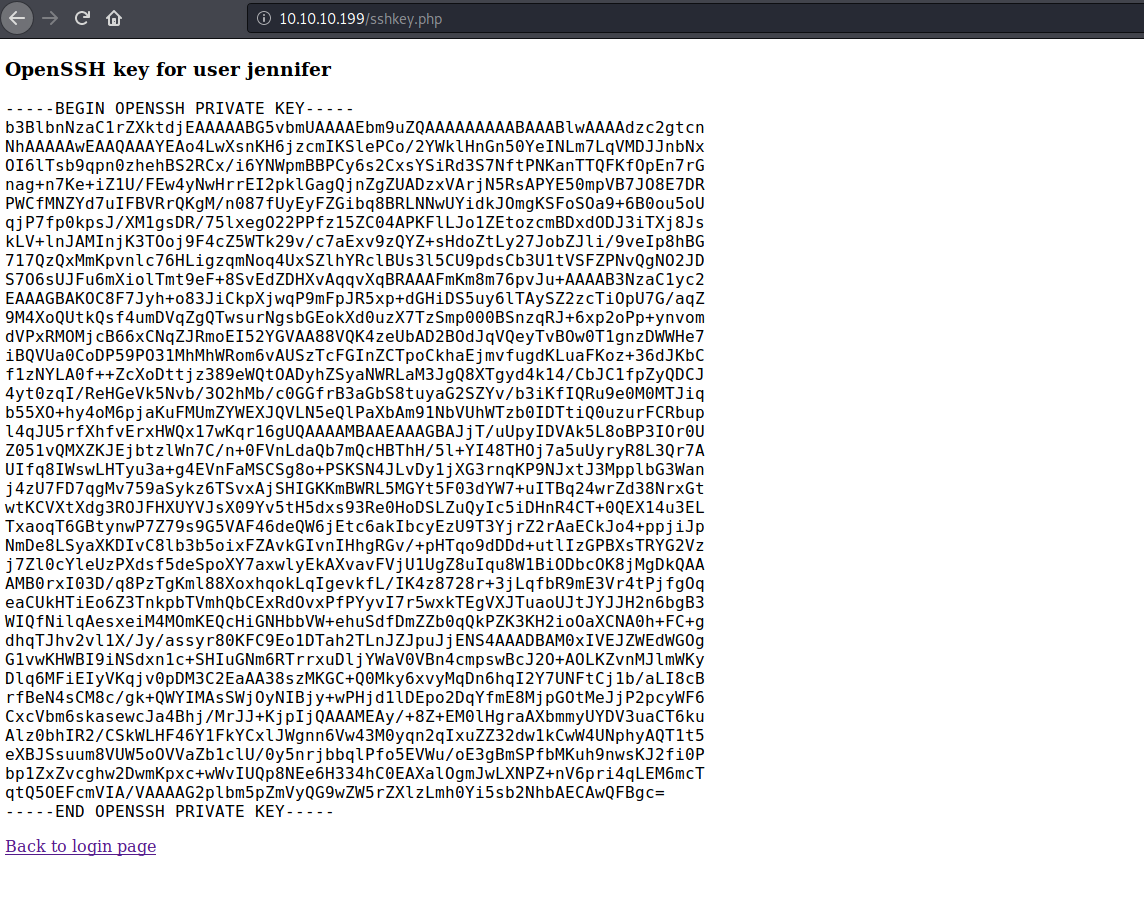 10.10.10.199/sshkey.php
OpenSSH key for user jennifer
-----BEGIN OPENSSH PRIVATE KEY-----
b3BlbnNzaC1rZXktdjEAAAAABG5vbmUAAAAEbm9uZQAAAAAAAAABAAABlwAAAAdzc2gtcn
NhAAAAAwEAAQAAAYEAo4LwXsnKH6jzcmIKSlePCo/2YWklHnGn50YeINLm7LqVMDJJnbNx
OI6lTsb9qpn0zhehBS2RCx/i6YNWpmBBPCy6s2CxsYSiRd3S7NftPNKanTTQFKfOpEn7rG
nag+n7Ke+iZ1U/FEw4yNwHrrEI2pklGagQjnZgZUADzxVArjN5RsAPYE50mpVB7JO8E7DR
PWCfMNZYd7uIFBVRrQKgM/n087fUyEyFZGibq8BRLNNwUYidkJOmgKSFoSOa9+6B0ou5oU
qjP7fp0kpsJ/XM1gsDR/75lxegO22PPfz15ZC04APKFlLJo1ZEtozcmBDxdODJ3iTXj8Js
kLV+lnJAMInjK3TOoj9F4cZ5WTk29v/c7aExv9zQYZ+sHdoZtLy27JobZJli/9veIp8hBG
717QzQxMmKpvnlc76HLigzqmNoq4UxSZlhYRclBUs3l5CU9pdsCb3U1tVSFZPNvQgNO2JD
S7O6sUJFu6mXiolTmt9eF+8SvEdZDHXvAqqvXqBRAAAFmKm8m76pvJu+AAAAB3NzaC1yc2
EAAAGBAKOC8F7Jyh+o83JiCkpXjwqP9mFpJR5xp+dGHiDS5uy6lTAySZ2zcTiOpU7G/aqZ
9M4XoQUtkQsf4umDVqZgQTwsurNgsbGEokXd0uzX7TzSmp000BSnzqRJ+6xp2oPp+ynvom
dVPxRMOMjcB66xCNqZJRmoEI52YGVAA88VQK4zeUbAD2BOdJqVQeyTvBOw0T1gnzDWWHe7
iBQVUa0CoDP59PO31MhMhWRom6vAUSzTcFGInZCTpoCkhaEjmvfugdKLuaFKoz+36dJKbC
f1zNYLA0f++ZcXoDttjz389eWQtOADyhZSyaNWRLaM3JgQ8XTgyd4k14/CbJC1fpZyQDCJ
4yt0zqI/ReHGeVk5Nvb/3O2hMb/c0GGfrB3aGbS8tuyaG2SZYv/b3iKfIQRu9e0M0MTJiq
b55XO+hy4oM6pjaKuFMUmZYWEXJQVLN5eQlPaXbAm91NbVUhWTzb0IDTtiQ0uzurFCRbup
l4qJU5rfXhfvErxHWQx17wKqr16gUQAAAAMBAAEAAAGBAJjT/uUpyIDVAk5L8oBP3IOr0U
Z051vQMXZKJEjbtzlWn7C/n+0FVnLdaQb7mQcHBThH/5l+YI48THOj7a5uUyryR8L3Qr7A
UIfq8IWswLHTyu3a+g4EVnFaMSCSg8o+PSKSN4JLvDy1jXG3rnqKP9NJxtJ3MpplbG3Wan
j4zU7FD7qgMv759aSykz6TSvxAjSHIGKKmBWRL5MGYt5F03dYW7+uITBq24wrZd38NrxGt
wtKCVXtXdg3ROJFHXUYVJsX09Yv5tH5dxs93Re0HoDSLZuQyIc5iDHnR4CT+0QEX14u3EL
TxaoqT6GBtynwP7Z79s9G5VAF46deQW6jEtc6akIbcyEzU9T3YjrZ2rAaECkJo4+ppjiJp
NmDe8LSyaXKDIvC8lb3b5oixFZAvkGIvnIHhgRGv/+pHTqo9dDDd+utlIzGPBXsTRYG2Vz
j7Zl0cYleUzPXdsf5deSpoXY7axwlyEkAXvavFVjU1UgZ8uIqu8W1BiODbcOK8jMgDkQAA
AMB0rxI03D/q8PzTgKml88XoxhqokLqIgevkfL/IK4z8728r+3jLqfbR9mE3Vr4tPjfgOq
eaCUkHTiEo6Z3TnkpbTVmhQbCExRdOvxPfPYyvI7r5wxkTEgVXJTuaoUJtJYJJH2n6bgB3
WIQfNilqAesxeiM4MOmKEQcHiGNHbbVW+ehuSdfDmZZb0qQkPZK3KH2ioOaXCNA0h+FC+g
dhqTJhv2vl1X/Jy/assyr80KFC9Eo1DTah2TLnJZJpuJjENS4AAADBAM0xIVEJZWEdWGOg
G1vwKHWBI9iNSdxn1c+SHIuGNm6RTrrxuDljYWaV0VBn4cmpswBcJ2O+AOLKZvnMJlmWKy
Dlq6MFiEIyVKqjv0pDM3C2EaAA38szMKGC+Q0Mky6xvyMqDn6hqI2Y7UNFtCj1b/aLI8cB
rfBeN4sCM8c/gk+QWYIMAsSWjOyNIBjy+wPHjd1lDEpo2DqYfmE8MjpGOtMeJjP2pcyWF6
CxcVbm6skasewcJa4Bhj/MrJJ+KjpIjQAAAMEAy/+8Z+EM0lHgraAXbmmyUYDV3uaCT6ku
Alz0bhIR2/CSkWLHF46Y1FkYCxlJWgnn6Vw43M0yqn2qIxuZZ32dw1kCwW4UNphyAQT1t5
eXBJSsuum8VUW5oOVVaZb1clU/0y5nrjbbqlPfo5EVWu/oE3gBmSPfbMKuh9nwsKJ2fi0P
bp1ZxZvcghw2DwmKpxc+wWvIUQp8NEe6H334hC0EAXalOgmJwLXNPZ+nV6pri4qLEM6mcT
qtQ5OEFcmVIA/VAAAAG2plbm5pZmVyQG9wZW5rZXlzLmh0Yi5sb2NhbAECAwQFBgc=
-----END OPENSSH PRIVATE KEY-----
Back to login page